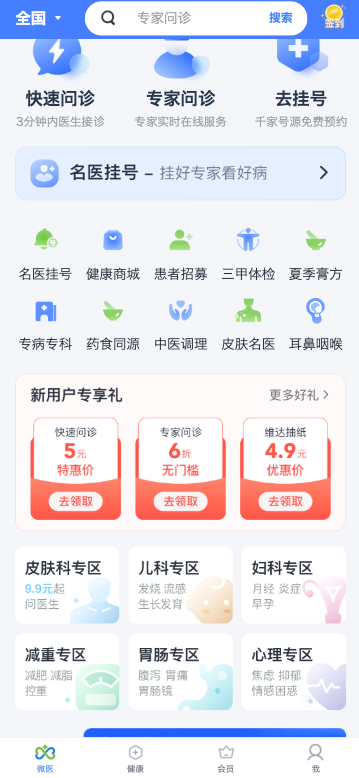 全国
专家问诊
搜索
签到
快速问诊
专家问诊
去挂号
3分钟内医生接诊
专家实时在线服务
千家号源免费预约
名医挂号 – 挂好专家看好病
名医挂号
健康商城
患者招募
三甲体检
夏季膏方
专病专科
药食同源
中医调理
皮肤名医
耳鼻咽喉
新用户专享礼
更多好礼
快速问诊
5元
特惠价
去领取
专家问诊
6折
无门槛
去领取
维达抽纸
4.9元
优惠价
去领取
皮肤科专区
9.9元起
问医生
儿科专区
发烧 流感
生长发育
妇科专区
月经 炎症
早孕
减重专区
减肥 减脂
控重
胃肠专区
腹泻 胃痛
胃肠镜
心理专区
焦虑 抑郁
情感困惑
微医
健康
会员
我